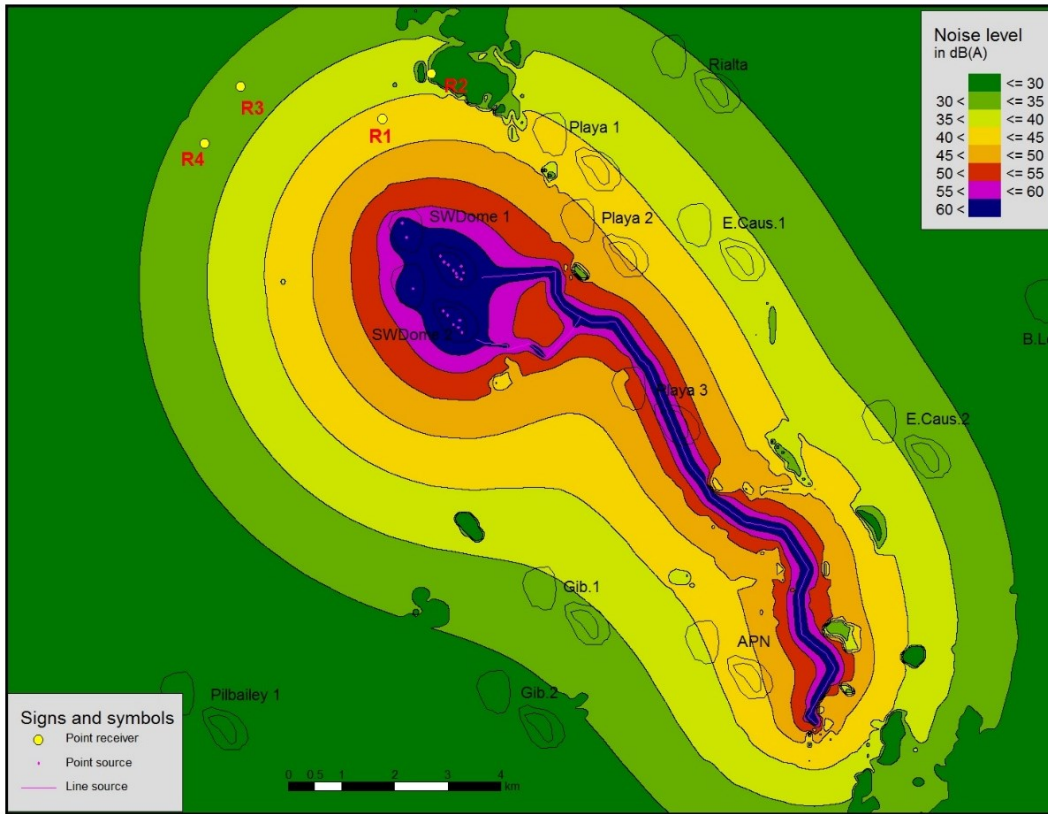 Noise level
in dB(A)
<= 30
30 < <= 35
35 < <= 40
40 < <= 45
45 < <= 50
50 < <= 55
55 < <= 60
60 <
Rialta
R2
R3
R1
Playa 1
R4
SWDome 1
Playa 2
E.Caus.1
SWDome 2
B.L
Playa 3
E.Caus.2
Gib.1
APN
Pilbailey 1
Gib.2
Signs and symbols
Point receiver
Point source
Line source
0 0.5 1 2 3 4
km